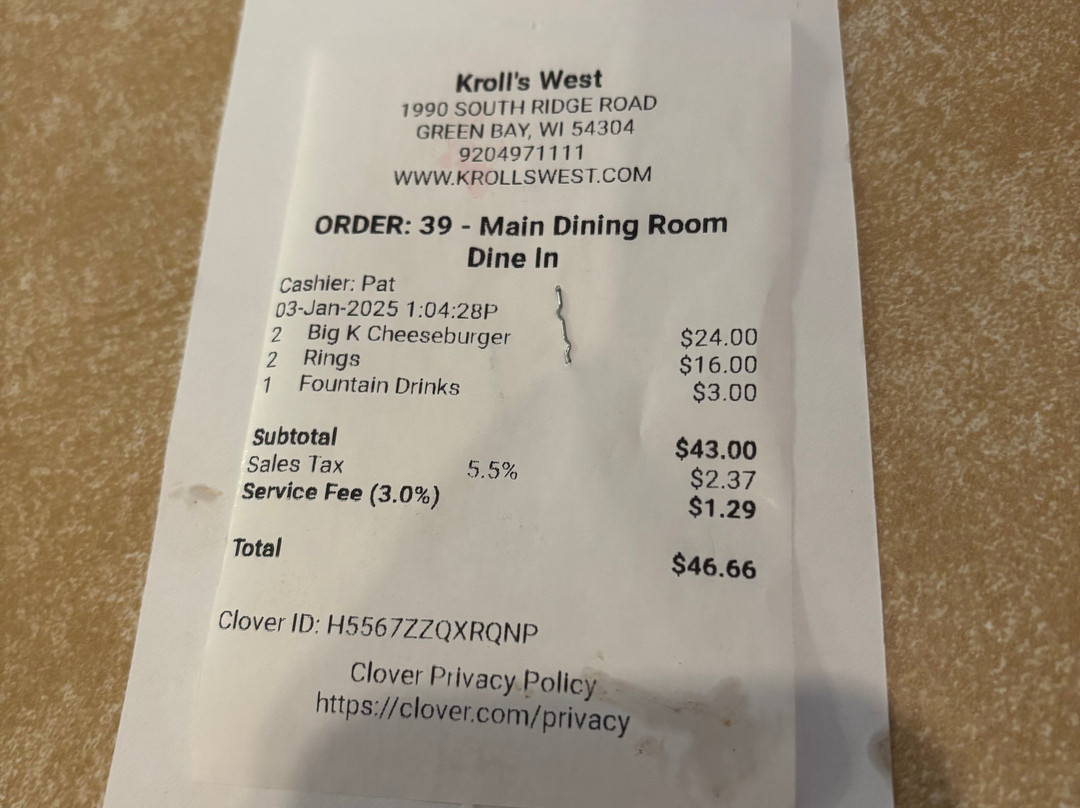 Kroll's West
1990 SOUTH RIDGE ROAD
GREEN BAY, WI 54304
9204971111
WWW.KROLLSWEST.COM
ORDER: 39 - Main Dining Room
Dine In
Cashier: Pat
03-Jan-2025 1:04:28P
2 Big K Cheeseburger $24.00
2 Rings $16.00
1 Fountain Drinks $3.00
Subtotal $43.00
Sales Tax 5.5% $2.37
Service Fee (3.0%) $1.29
Total $46.66
Clover ID: H5567ZZQXRQNP
Clover Privacy Policy
https://clover.com/privacy